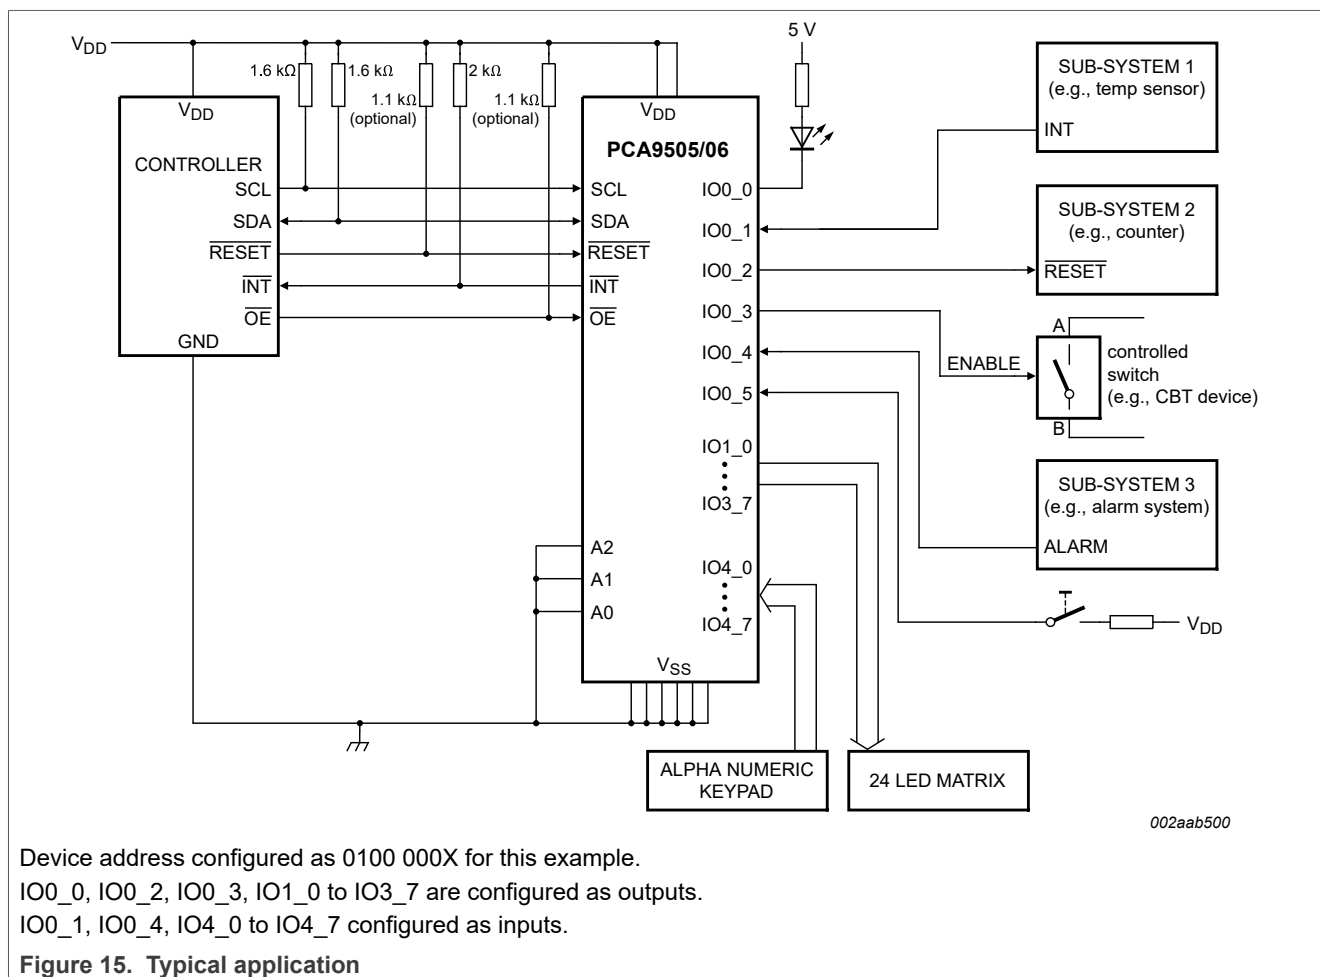 5 V
VDD
1.6 kΩ
1.6 kΩ
2 kΩ
1.1 kΩ
(optional)
1.1 kΩ
(optional)
VDD
CONTROLLER
SCL
SDA
RESET
INT
OE
GND
VDD
PCA9505/06
SCL
SDA
RESET
INT
OE
A2
A1
A0
VSS
IO0_0
IO0_1
IO0_2
IO0_3
IO0_4
IO0_5
IO1_0
IO3_7
IO4_0
IO4_7
SUB-SYSTEM 1
(e.g., temp sensor)
INT
SUB-SYSTEM 2
(e.g., counter)
RESET
A
ENABLE
B
controlled
switch
(e.g., CBT device)
SUB-SYSTEM 3
(e.g., alarm system)
ALARM
VDD
ALPHA NUMERIC
KEYPAD
24 LED MATRIX
002aab500
Device address configured as 0100 000X for this example.
IO0_0, IO0_2, IO0_3, IO1_0 to IO3_7 are configured as outputs.
IO0_1, IO0_4, IO4_0 to IO4_7 configured as inputs.
Figure 15. Typical application